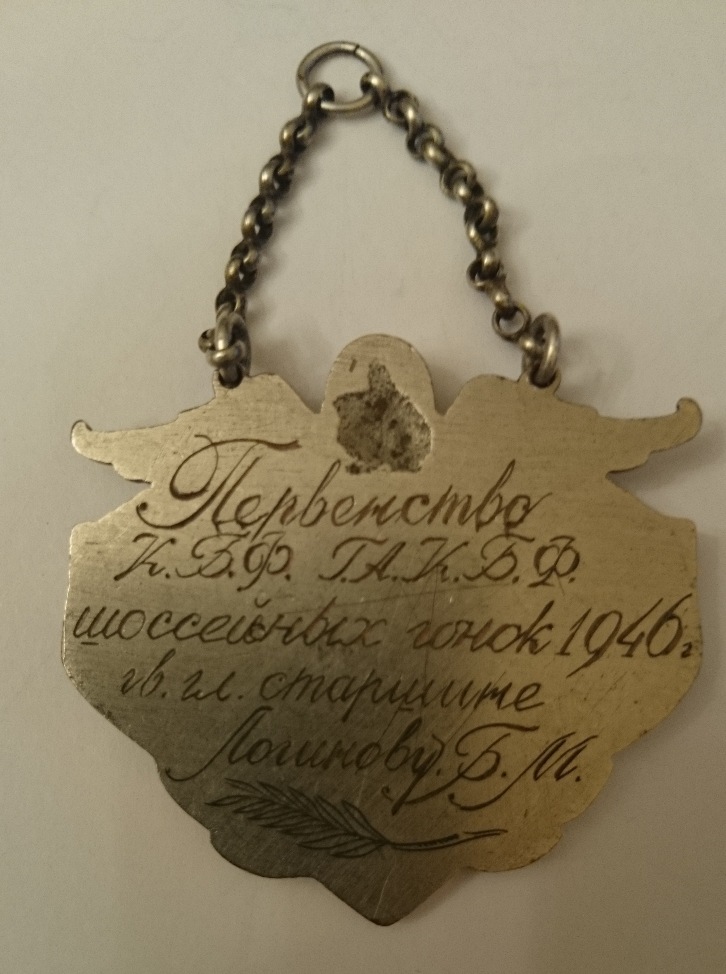 Первенство
К.Б.Ф. Г.А.К.Б.Ф.
шоссейных гонок 1946г
гв. гл. старшине
Логинову. Б. М.